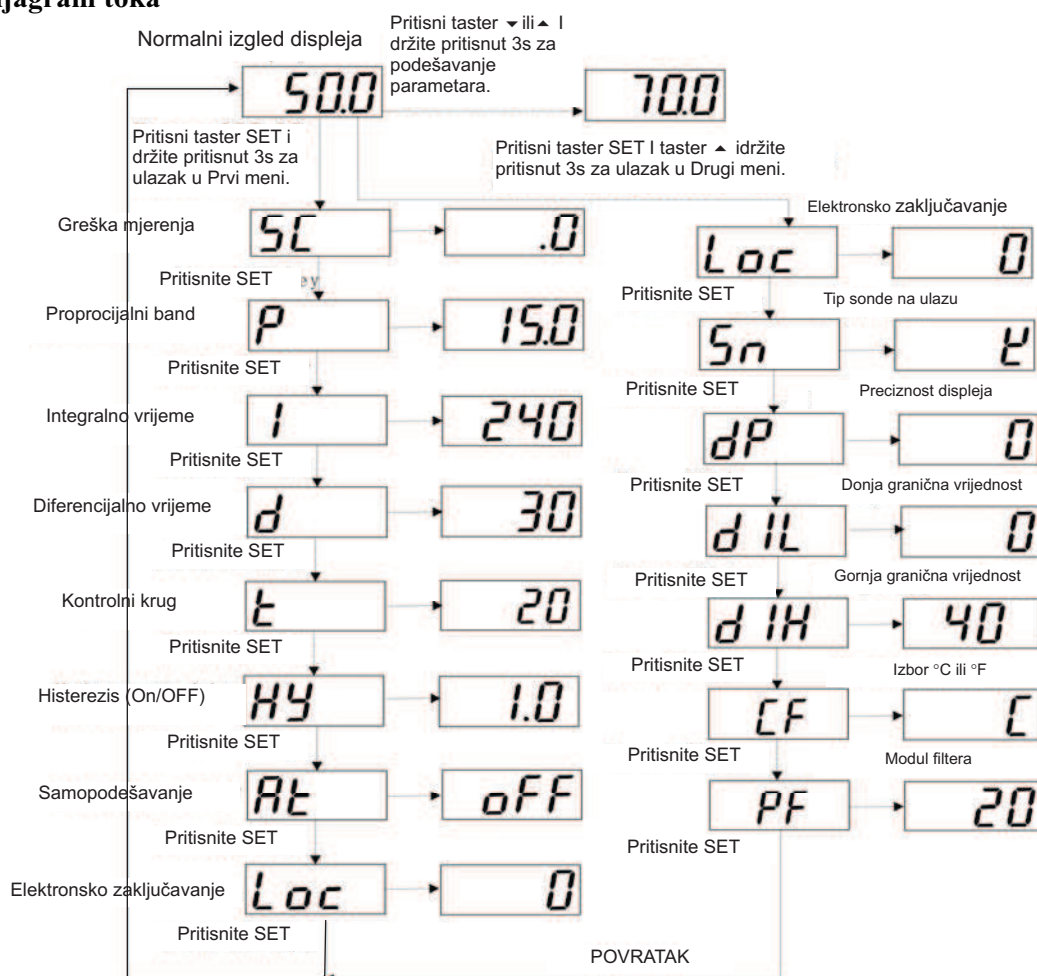 ijagram toka
Normalni izgled displeja
Pritisni taster ▾ ili ▴ I
držite pritisnut 3s za
podešavanje
parametara.
50.0
70.0
Pritisni taster SET i
držite pritisnut 3s za
ulazak u Prvi meni.
Pritisni taster SET I taster ▴ idržite
pritisnut 3s za ulazak u Drugi meni.
Greška mjerenja
SC
.0
Pritisnite SET
Proprocijalni band
P
15.0
Pritisnite SET
Integralno vrijeme
I
240
Pritisnite SET
Diferencijalno vrijeme
d
30
Pritisnite SET
Kontrolni krug
t
20
Pritisnite SET
Histerezis (On/OFF)
HY
1.0
Pritisnite SET
Samopodešavanje
At
oFF
Pritisnite SET
Elektronsko zaključavanje
Loc
0
Pritisnite SET
Elektronsko zaključavanje
Loc
0
Pritisnite SET
Tip sonde na ulazu
Sn
Pritisnite SET
Preciznost displeja
dP
0
Pritisnite SET
Donja granična vrijednost
dIL
0
Pritisnite SET
Gornja granična vrijednost
dIH
40
Pritisnite SET
Izbor °C ili °F
CF
C
Pritisnite SET
Modul filtera
PF
20
Pritisnite SET
POVRATAK